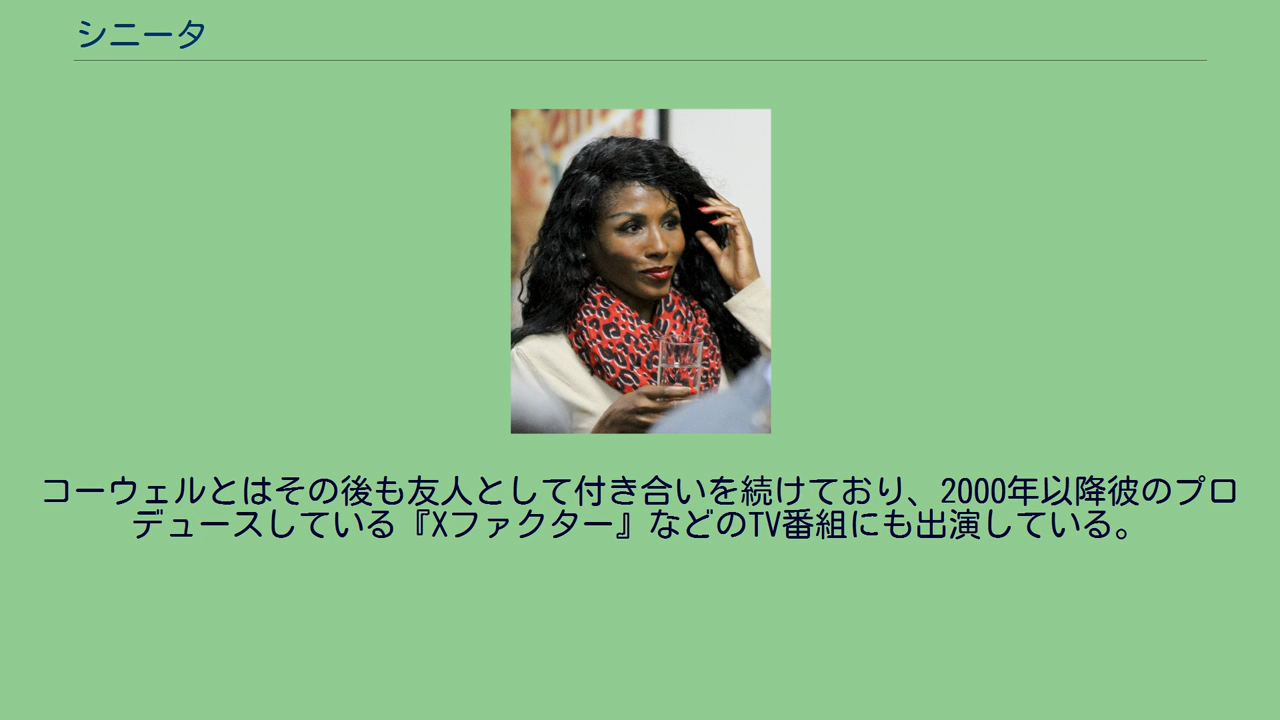 シニータ
コーウェルとはその後も友人として付き合いを続けており、2000年以降彼のプロ
デュースしている『Xファクター』などのTV番組にも出演している。